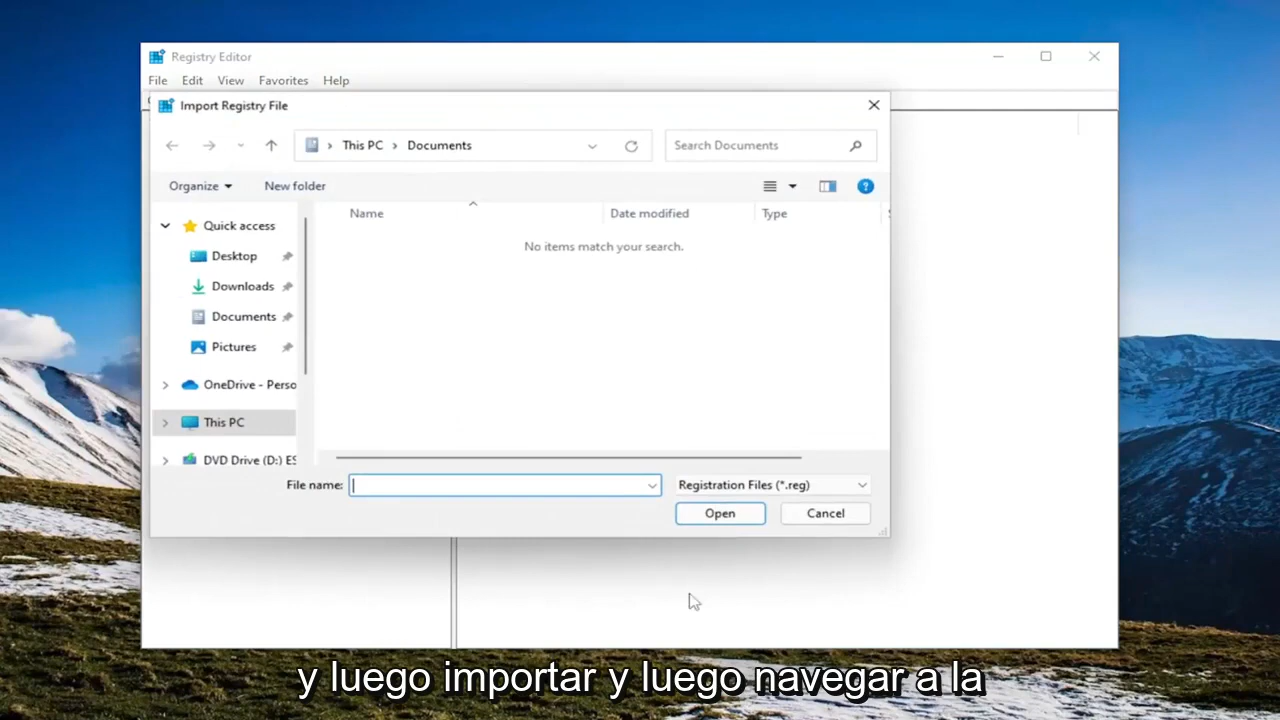 Registry Editor
File Edit View Favorites Help
Import Registry File
This PC > Documents
Search Documents
Organize
New folder
Name
Date modified
Type
No items match your search.
Quick access
Desktop
Downloads
Documents
Pictures
OneDrive - Perso
This PC
DVD Drive (D:) ES
File name:
Registration Files (*.reg)
Open
Cancel
y luego importar y luego navegar a la